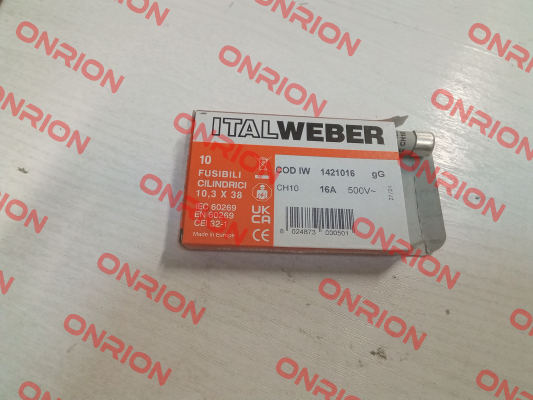 ITALWEBER
10
FUSIBILI
CILINDRICI
10,3 X 38
IEC 60269
EN 60269
CEI 32-1
Made in Europe
UK
CA
CE
COD IW 1421016 gG
CH10 16A 500V~
8 024873 000501
ONRION
ONRION
ONRION
ONRION
ONRION
ONRION
ONRION
ONRION
ONRION
ONRION
ONRION
ONRION